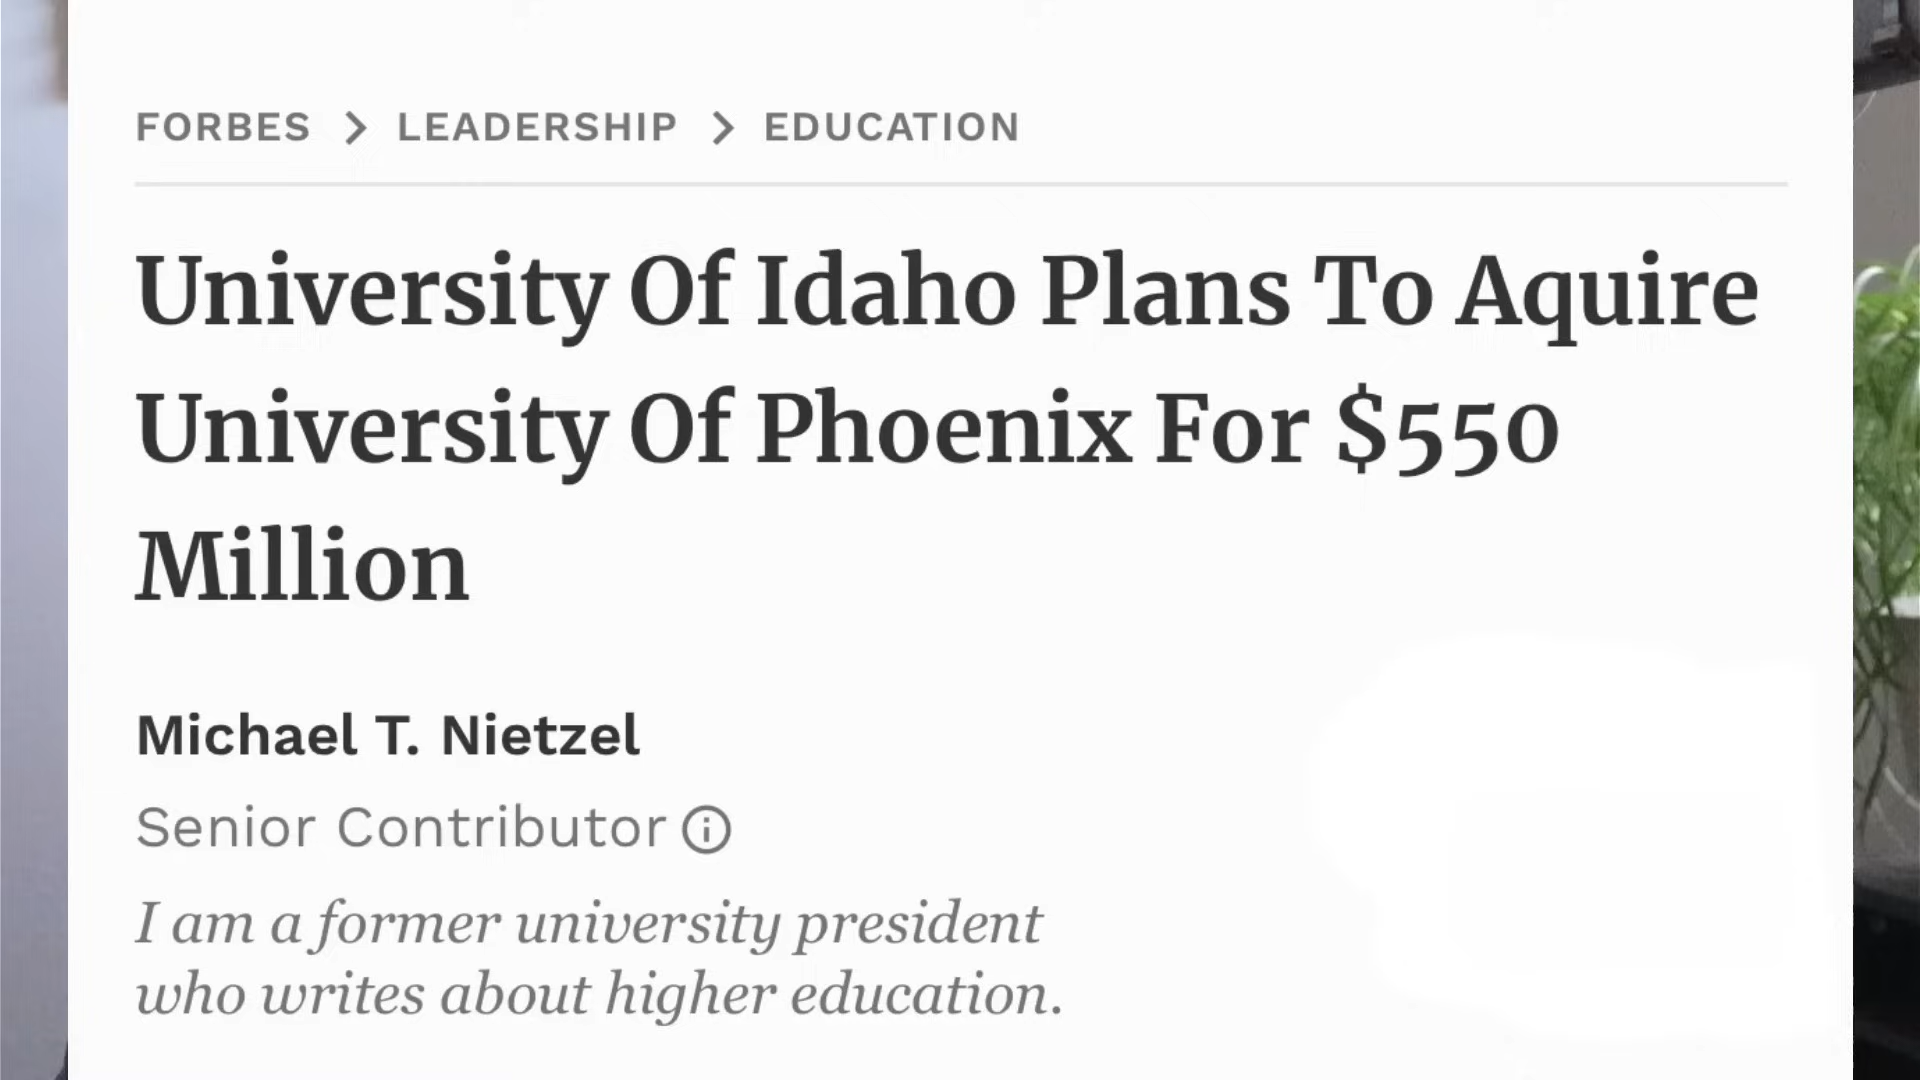 FORBES > LEADERSHIP > EDUCATION
University Of Idaho Plans To Aquire
University Of Phoenix For $550
Million
Michael T. Nietzel
Senior Contributor
I am a former university president
who writes about higher education.